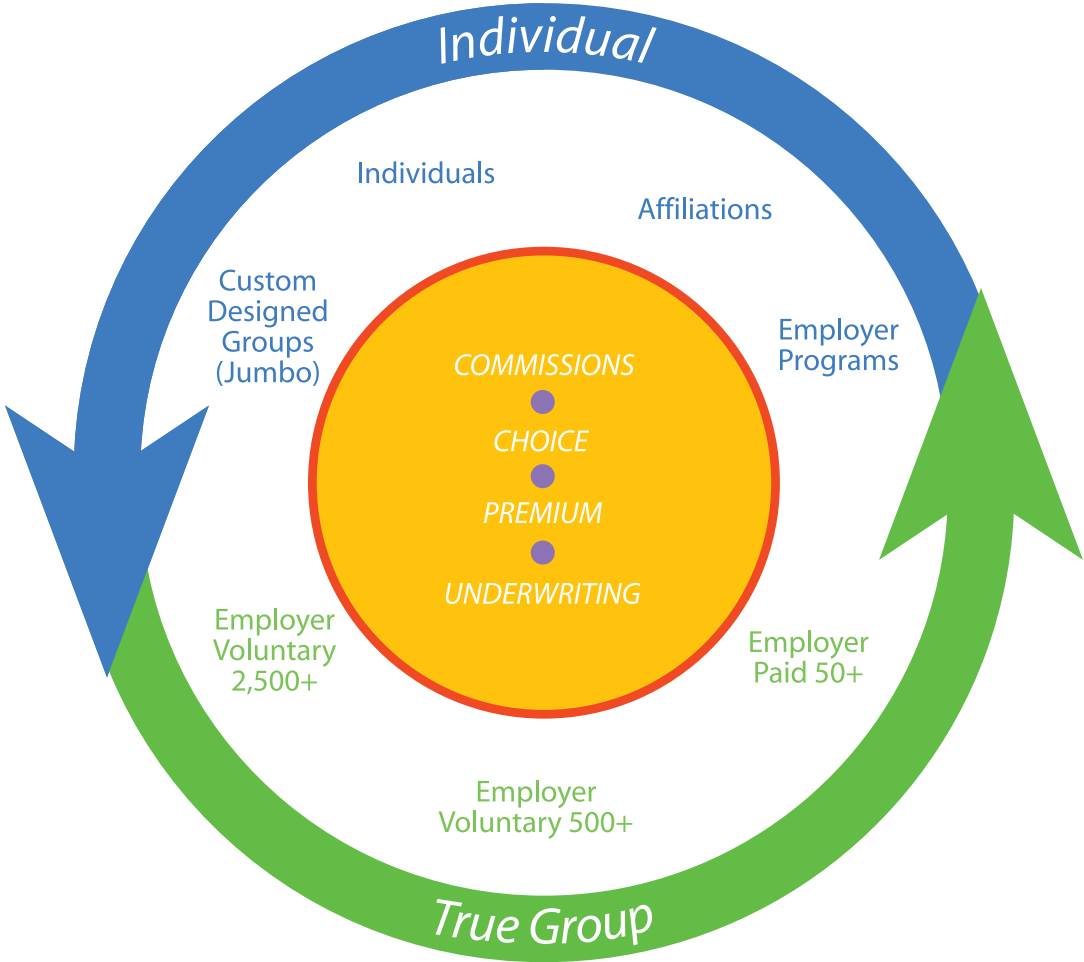 Individual
Individuals
Affiliations
Custom
Designed
Groups
(Jumbo)
Employer
Programs
COMMISSIONS
CHOICE
PREMIUM
UNDERWRITING
Employer
Voluntary
2,500+
Employer
Paid 50+
Employer
Voluntary 500+
True Group